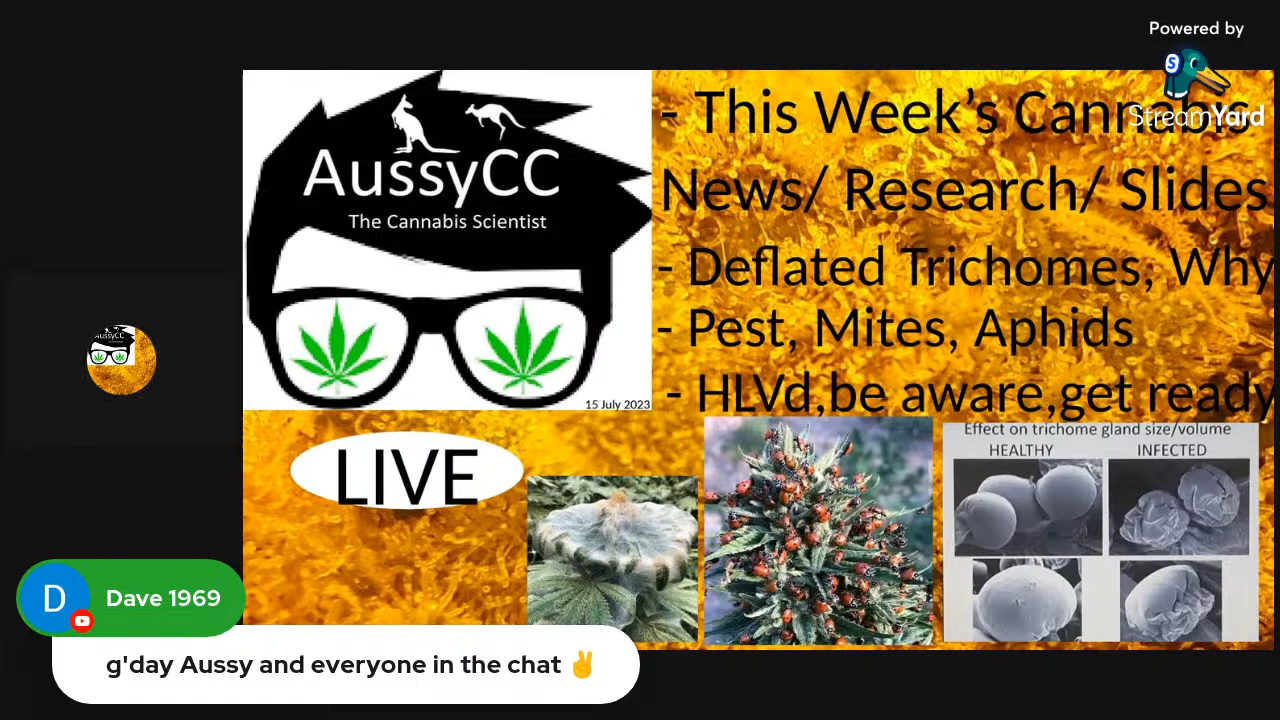 Powered by
StreamYard
- This Week's Cannabis
News/ Research/ Slides
- Deflated Trichomes, Why
- Pest, Mites, Aphids
- HLVd,be aware,get ready
AussyCC
The Cannabis Scientist
15 July 2023
LIVE
Effect on trichome gland size/volume
HEALTHY INFECTED
AussyCC
D
Dave 1969
g'day Aussy and everyone in the chat ✌